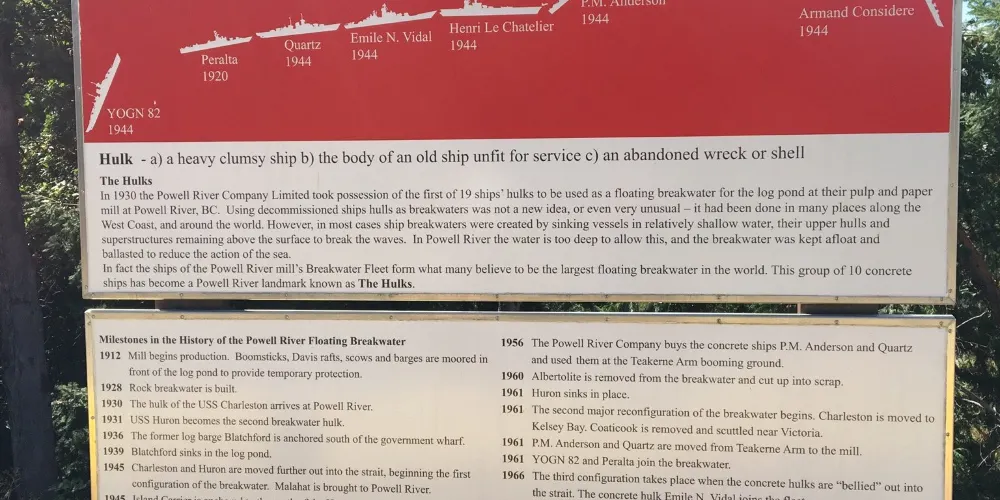 P.M. Anderson
1944
Armand Considere
1944
Henri Le Chatelier
1944
Emile N. Vidal
1944
Quartz
1944
Peralta
1920
YOGN 82
1944
Hulk - a) a heavy clumsy ship b) the body of an old ship unfit for service c) an abandoned wreck or shell
The Hulks
In 1930 the Powell River Company Limited took possession of the first of 19 ships' hulks to be used as a floating breakwater for the log pond at their pulp and paper
mill at Powell River, BC. Using decommissioned ships hulls as breakwaters was not a new idea, or even very unusual – it had been done in many places along the
West Coast, and around the world. However, in most cases ship breakwaters were created by sinking vessels in relatively shallow water, their upper hulls and
superstructures remaining above the surface to break the waves. In Powell River the water is too deep to allow this, and the breakwater was kept afloat and
ballasted to reduce the action of the sea.
In fact the ships of the Powell River mill's Breakwater Fleet form what many believe to be the largest floating breakwater in the world. This group of 10 concrete
ships has become a Powell River landmark known as The Hulks.
Milestones in the History of the Powell River Floating Breakwater
1912 Mill begins production. Boomsticks, Davis rafts, scows and barges are moored in
front of the log pond to provide temporary protection.
1928 Rock breakwater is built.
1930 The hulk of the USS Charleston arrives at Powell River.
1931 USS Huron becomes the second breakwater hulk.
1936 The former log barge Blatchford is anchored south of the government wharf.
1939 Blatchford sinks in the log pond.
1945 Charleston and Huron are moved further out into the strait, beginning the first
configuration of the breakwater. Malahat is brought to Powell River.
1945 Island Carrier is
1956 The Powell River Company buys the concrete ships P.M. Anderson and Quartz
and used them at the Teakerne Arm booming ground.
1960 Albertolite is removed from the breakwater and cut up into scrap.
1961 Huron sinks in place.
1961 The second major reconfiguration of the breakwater begins. Charleston is moved to
Kelsey Bay. Coaticook is removed and scuttled near Victoria.
1961 P.M. Anderson and Quartz are moved from Teakerne Arm to the mill.
1961 YOGN 82 and Peralta join the breakwater.
1966 The third configuration takes place when the concrete hulks are "bellied" out into
the strait. The concrete hulk Emile N. Vidal joins the